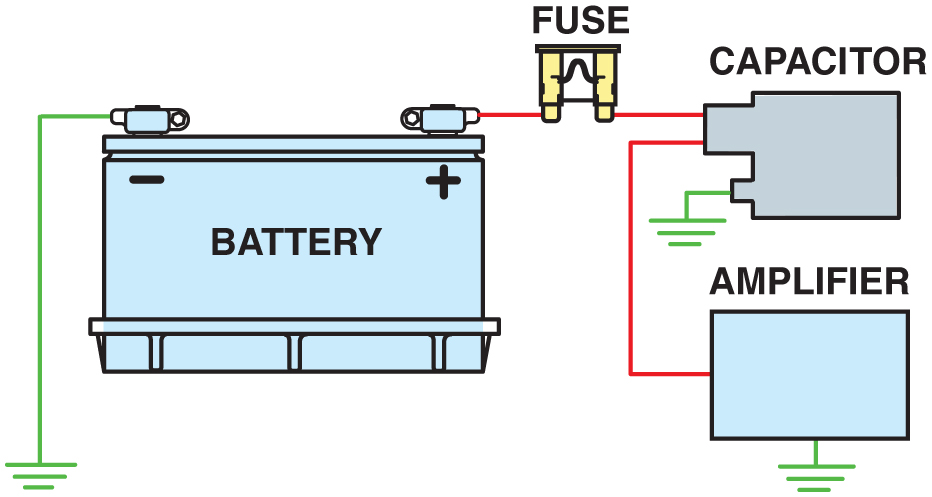 FUSE
CAPACITOR
− +
BATTERY
AMPLIFIER